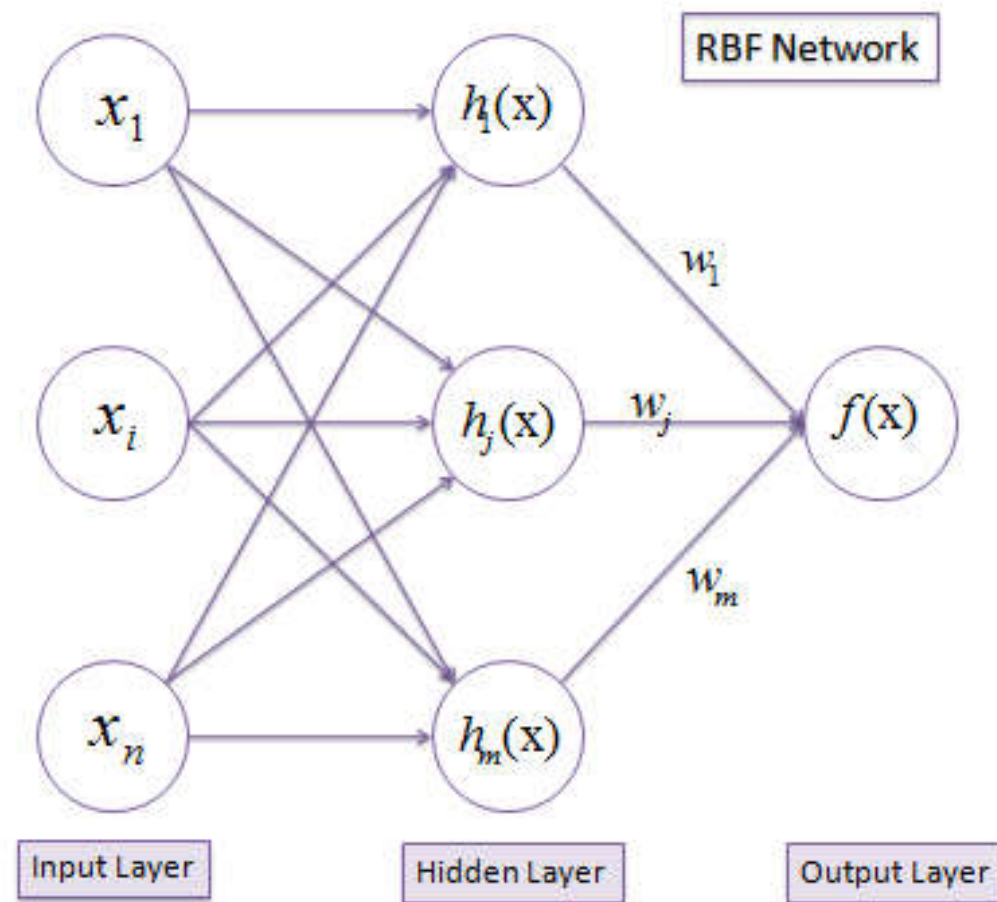 RBF Network
x₁
h₁(x)
w₁
xᵢ
hⱼ(x)
wⱼ
f(x)
wₘ
xₙ
hₘ(x)
Input Layer
Hidden Layer
Output Layer